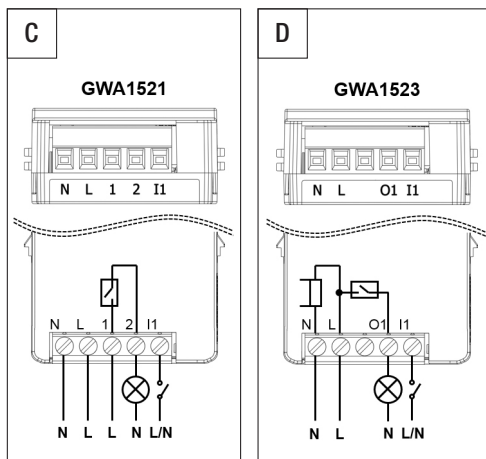 C
GWA1521
N L 1 2 I1
N L 1 2 I1
N L L N L/N
D
GWA1523
N L O1 I1
N L O1 I1
N L N L/N